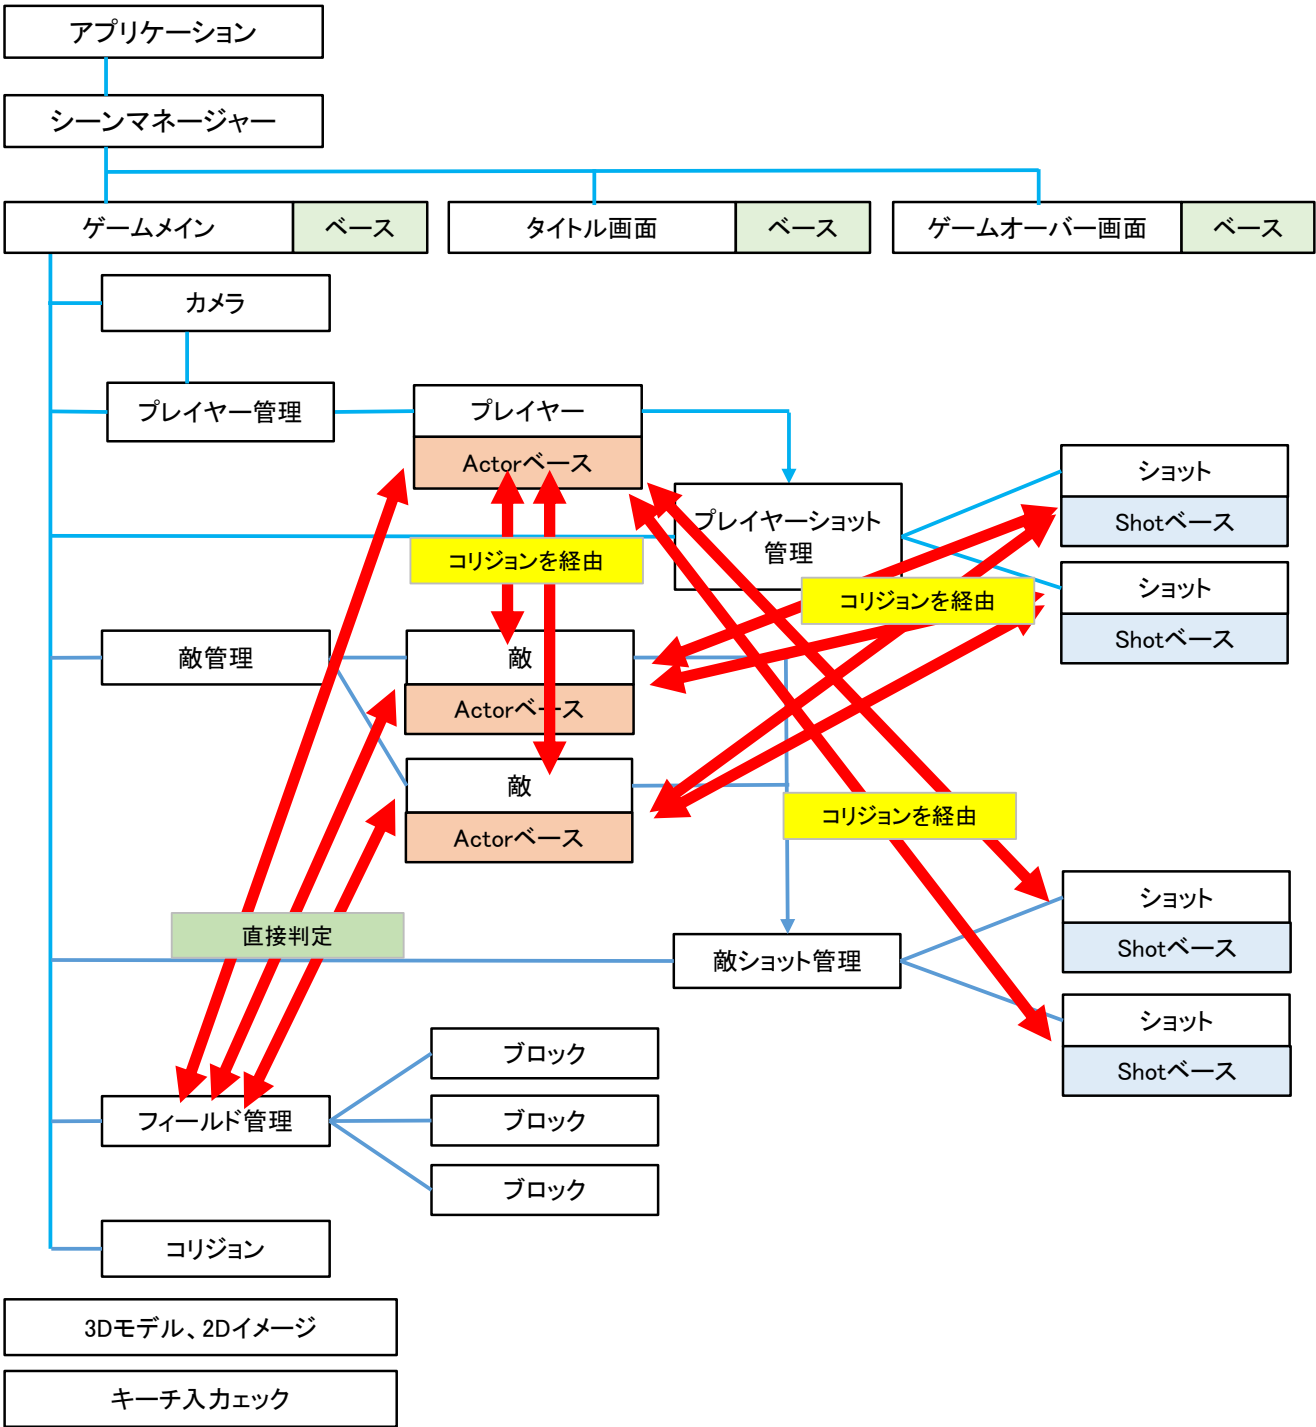 アプリケーション
シーンマネージャー
ゲームメイン
ベース
タイトル画面
ベース
ゲームオーバー画面
ベース
カメラ
プレイヤー管理
プレイヤー
Actorベース
プレイヤーショット
管理
ショット
Shotベース
ショット
Shotベース
コリジョンを経由
コリジョンを経由
敵管理
敵
Actorベース
敵
Actorベース
コリジョンを経由
直接判定
敵ショット管理
ショット
Shotベース
ショット
Shotベース
フィールド管理
ブロック
ブロック
ブロック
コリジョン
3Dモデル、2Dイメージ
キーチ入力ェック